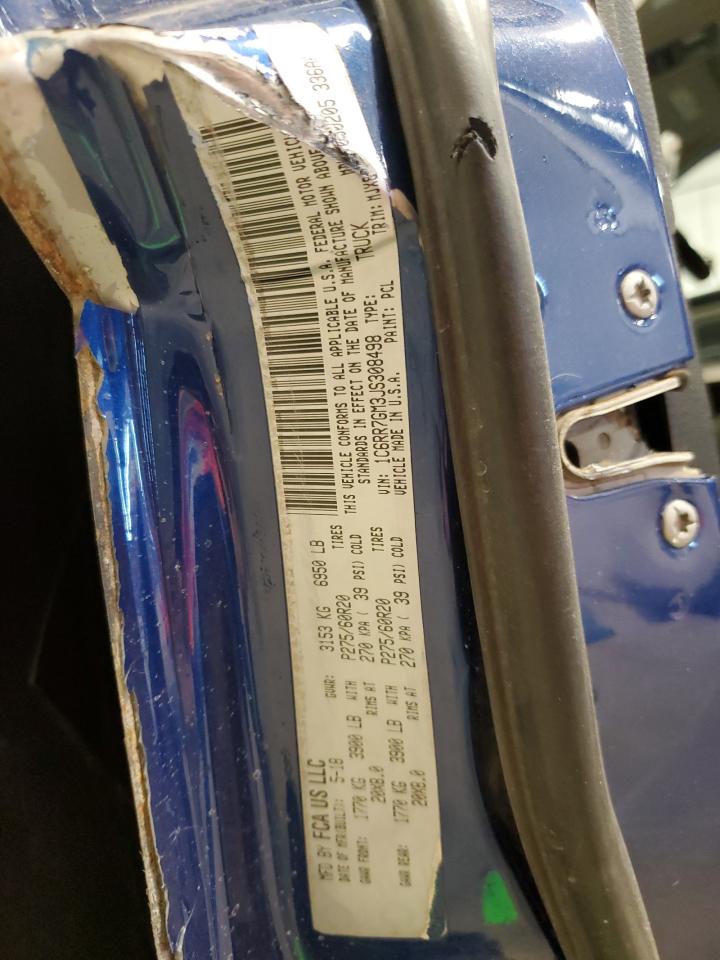 MFD BY FCA US LLC
DATE OF MFR(BUILT): 5-18 GVWR: 3153 KG 6950 LB
GAWR FRONT: 1770 KG 3900 LB WITH P275/60R20 TIRES
20X8.0 RIMS AT 270 KPA ( 39 PSI) COLD
GAWR REAR: 1770 KG 3900 LB WITH P275/60R20 TIRES
20X8.0 RIMS AT 270 KPA ( 39 PSI) COLD
THIS VEHICLE CONFORMS TO ALL APPLICABLE U.S.A. FEDERAL MOTOR VEHIC
STANDARDS IN EFFECT ON THE DATE OF MANUFACTURE SHOWN ABOVE
VIN: 1C6RR7GM3JS308498 TYPE: TRUCK
VEHICLE MADE IN U.S.A. PAINT: PCL TRIM:
0205 336A